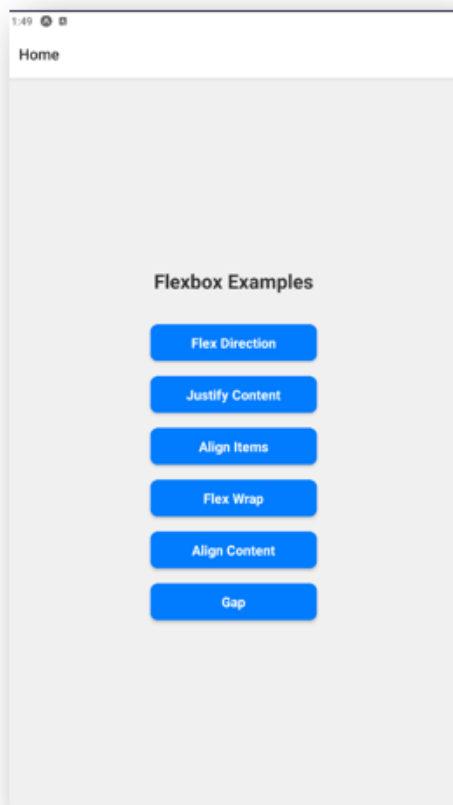 1:49
Home
Flexbox Examples
Flex Direction
Justify Content
Align Items
Flex Wrap
Align Content
Gap